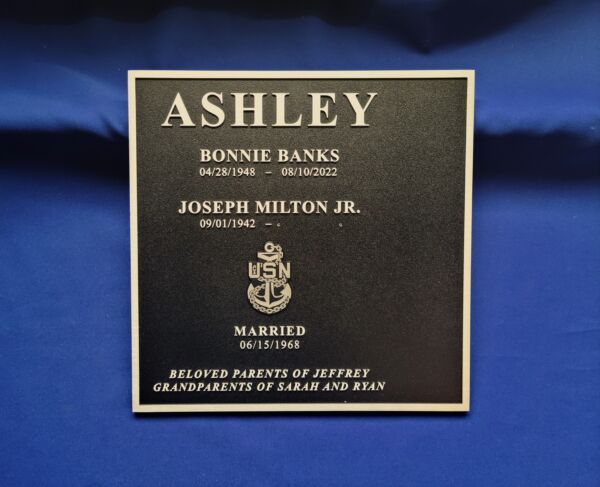 ASHLEY
BONNIE BANKS
04/28/1948 – 08/10/2022
JOSEPH MILTON JR.
09/01/1942 –
USN
MARRIED
06/15/1968
BELOVED PARENTS OF JEFFREY
GRANDPARENTS OF SARAH AND RYAN